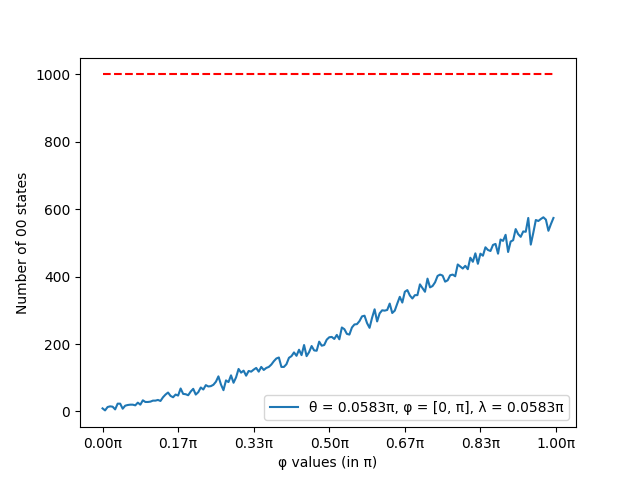 1000
800
600
400
200
0
Number of 00 states
θ = 0.0583π, φ = [0, π], λ = 0.0583π
0.00π 0.17π 0.33π 0.50π 0.67π 0.83π 1.00π
φ values (in π)